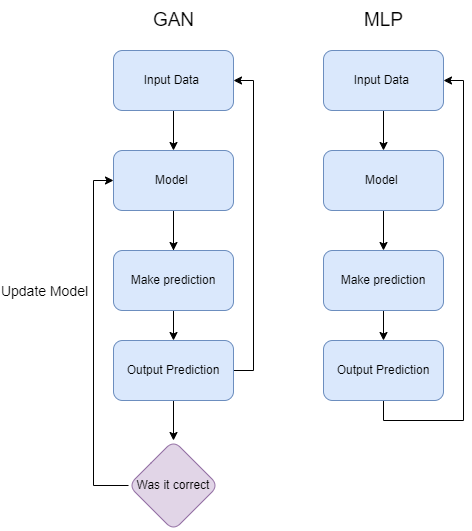 GAN
MLP
Input Data
Input Data
Model
Model
Make prediction
Make prediction
Update Model
Output Prediction
Output Prediction
Was it correct